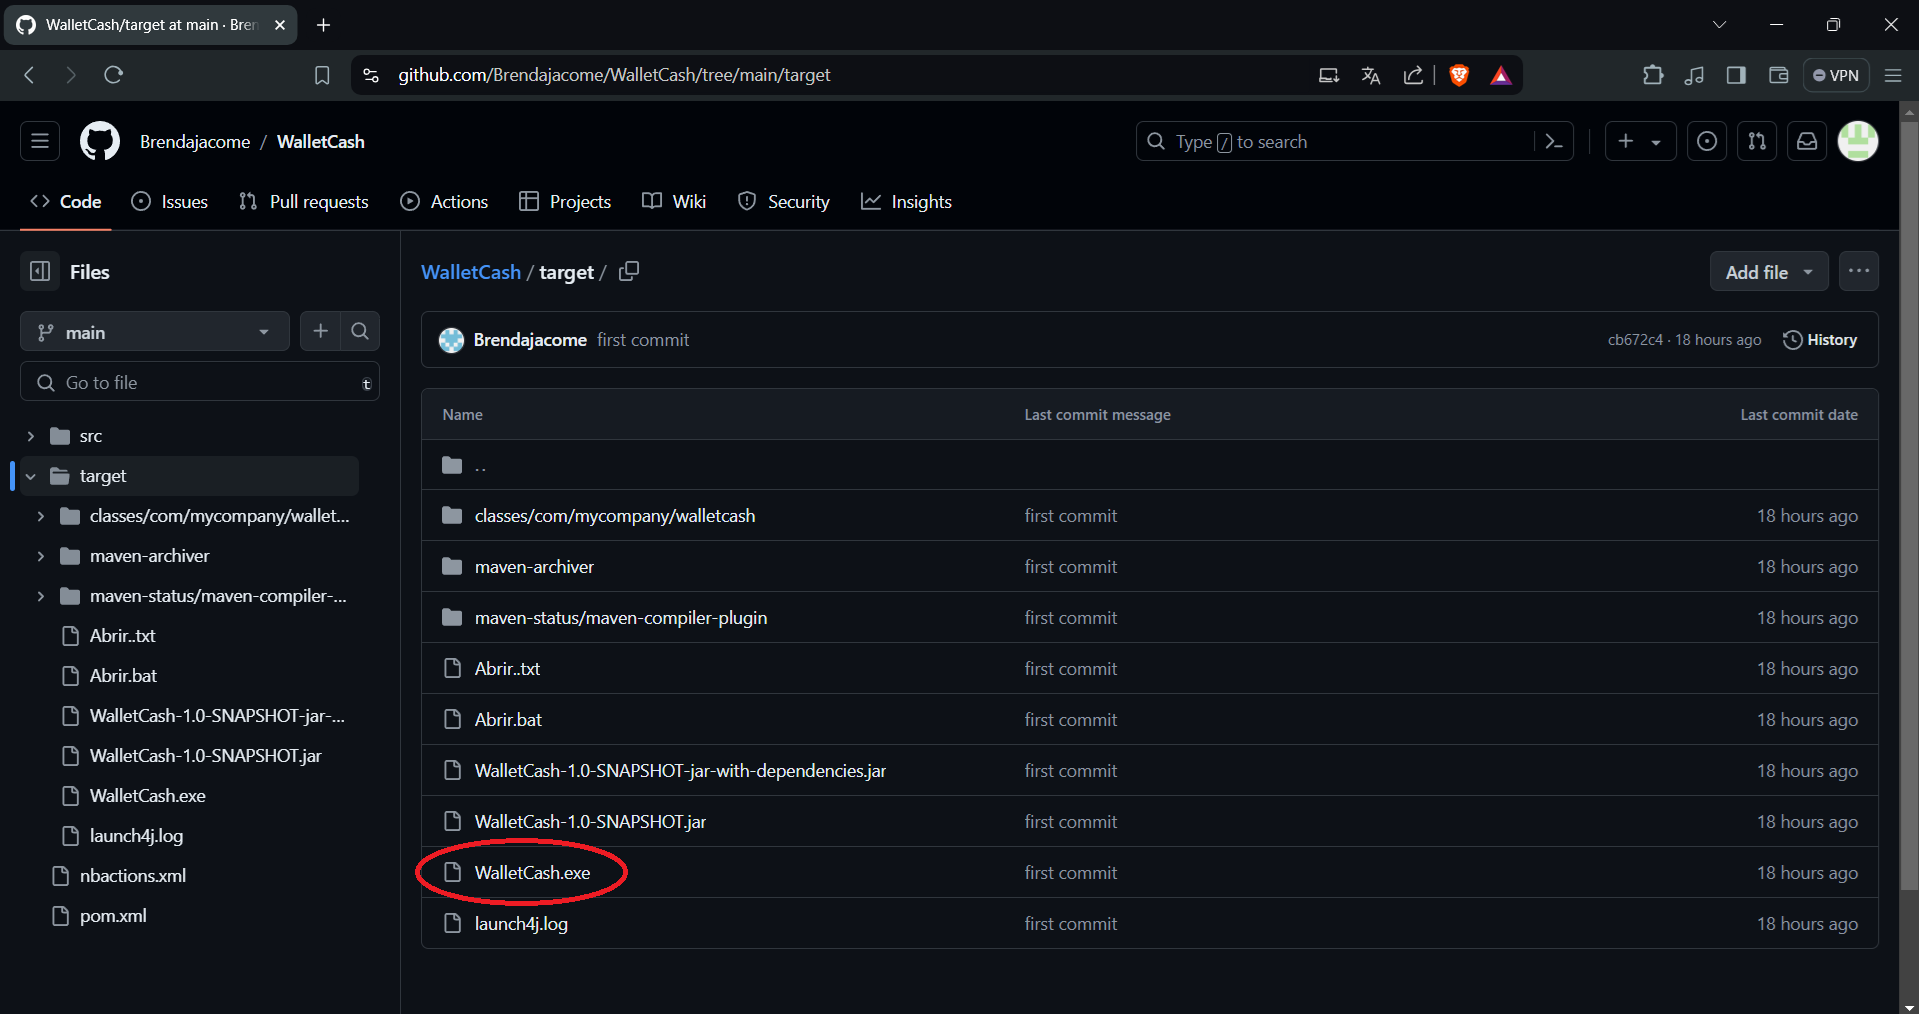 WalletCash/target at main · Bren
github.com/Brendajacome/WalletCash/tree/main/target
VPN
Brendajacome / WalletCash
Type / to search
Code
Issues
Pull requests
Actions
Projects
Wiki
Security
Insights
Files
main
Go to file
t
src
target
classes/com/mycompany/wallet...
maven-archiver
maven-status/maven-compiler-...
Abrir..txt
Abrir.bat
WalletCash-1.0-SNAPSHOT-jar-...
WalletCash-1.0-SNAPSHOT.jar
WalletCash.exe
launch4j.log
nbactions.xml
pom.xml
WalletCash / target /
Add file
Brendajacome first commit
cb672c4 · 18 hours ago
History
Name Last commit message Last commit date
..
classes/com/mycompany/walletcash first commit 18 hours ago
maven-archiver first commit 18 hours ago
maven-status/maven-compiler-plugin first commit 18 hours ago
Abrir..txt first commit 18 hours ago
Abrir.bat first commit 18 hours ago
WalletCash-1.0-SNAPSHOT-jar-with-dependencies.jar first commit 18 hours ago
WalletCash-1.0-SNAPSHOT.jar first commit 18 hours ago
WalletCash.exe first commit 18 hours ago
launch4j.log first commit 18 hours ago